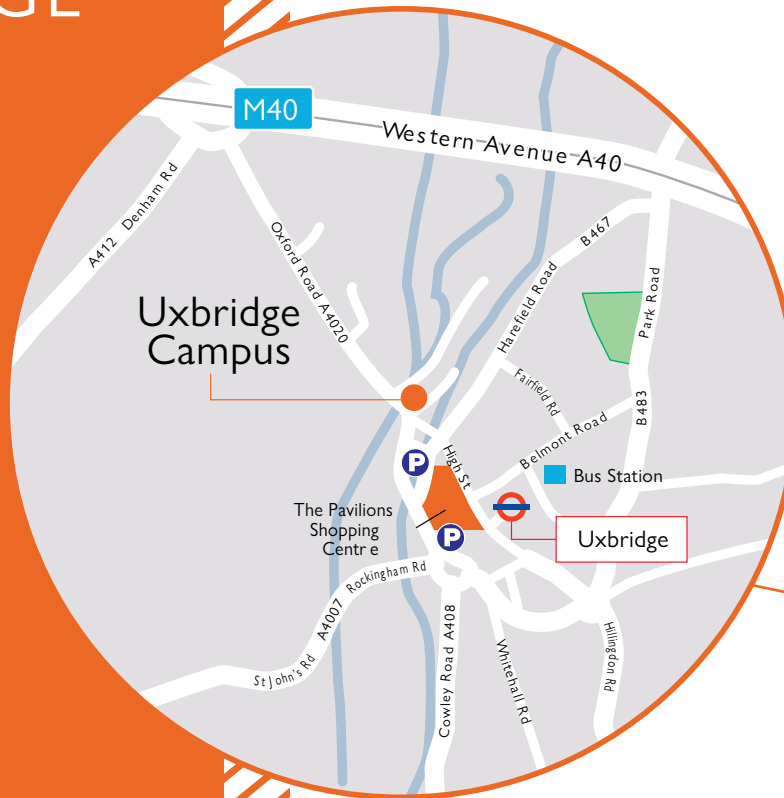 M40
Western Avenue A40
A412 Denham Rd
Oxford Road A4020
B467
Harefield Road
Park Road
Uxbridge
Campus
Fairfield Rd
B483
Belmont Road
High St
P
Bus Station
The Pavilions
Shopping
Centre
P
Uxbridge
Rockingham Rd
A4007
St John's Rd
Cowley Road A408
Whitehall Rd
Hillingdon Rd